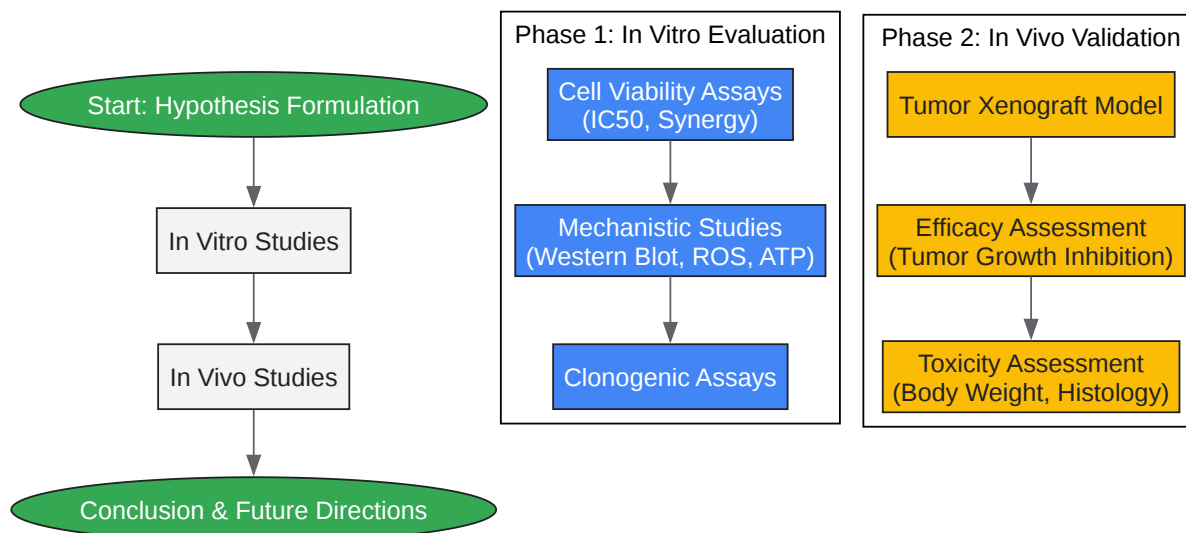 Start: Hypothesis Formulation
In Vitro Studies
In Vivo Studies
Conclusion & Future Directions
Phase 1: In Vitro Evaluation
Cell Viability Assays
(IC50, Synergy)
Mechanistic Studies
(Western Blot, ROS, ATP)
Clonogenic Assays
Phase 2: In Vivo Validation
Tumor Xenograft Model
Efficacy Assessment
(Tumor Growth Inhibition)
Toxicity Assessment
(Body Weight, Histology)